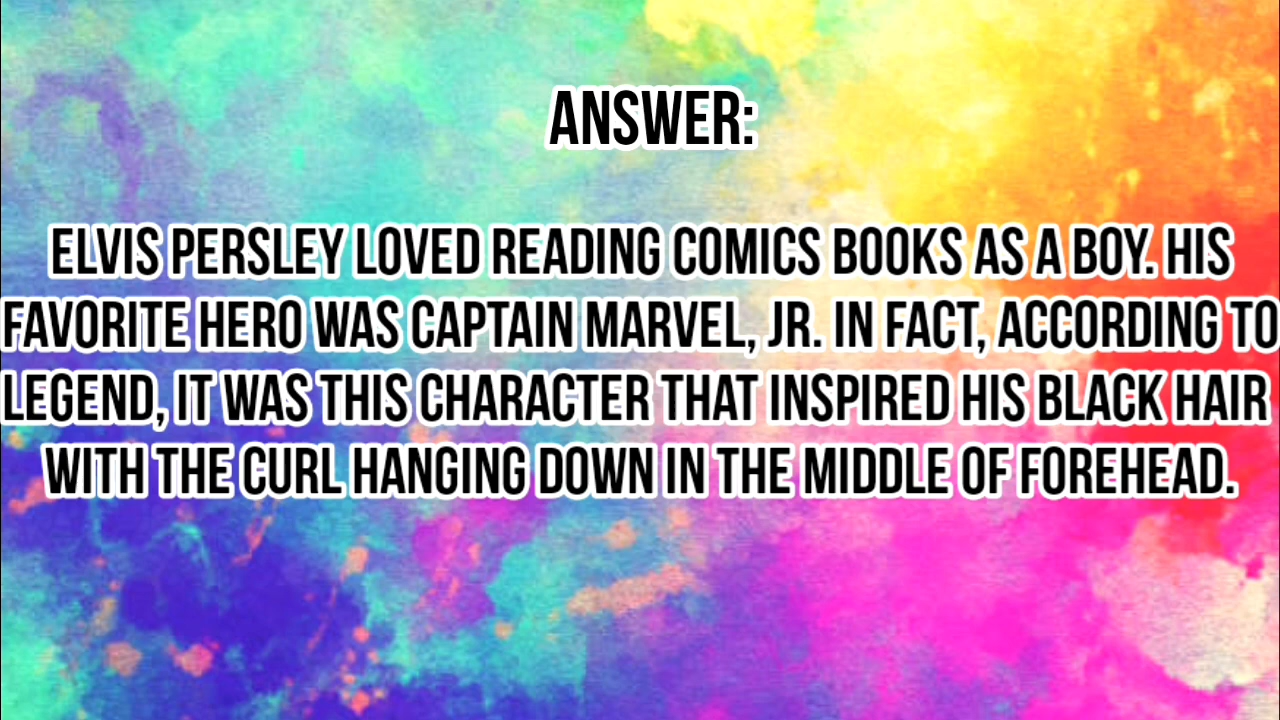 ANSWER:
ELVIS PERSLEY LOVED READING COMICS BOOKS AS A BOY. HIS
FAVORITE HERO WAS CAPTAIN MARVEL, JR. IN FACT, ACCORDING TO
LEGEND, IT WAS THIS CHARACTER THAT INSPIRED HIS BLACK HAIR
WITH THE CURL HANGING DOWN IN THE MIDDLE OF FOREHEAD.